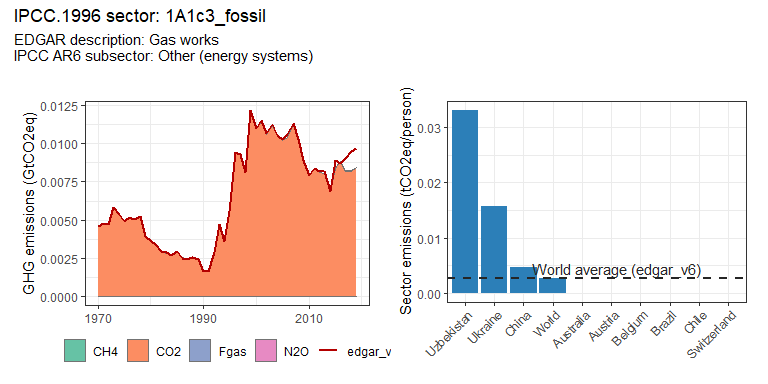 IPCC.1996 sector: 1A1c3_fossil
EDGAR description: Gas works
IPCC AR6 subsector: Other (energy systems)
GHG emissions (GtCO2eq)
0.0125
0.0100
0.0075
0.0050
0.0025
0.0000
1970
1990
2010
CH4
CO2
Fgas
N2O
edgar_v
Sector emissions (tCO2eq/person)
0.03
0.02
0.01
0.00
World average (edgar_v6)
Uzbekistan
Ukraine
China
World
Australia
Austria
Belgium
Brazil
Chile
Switzerland